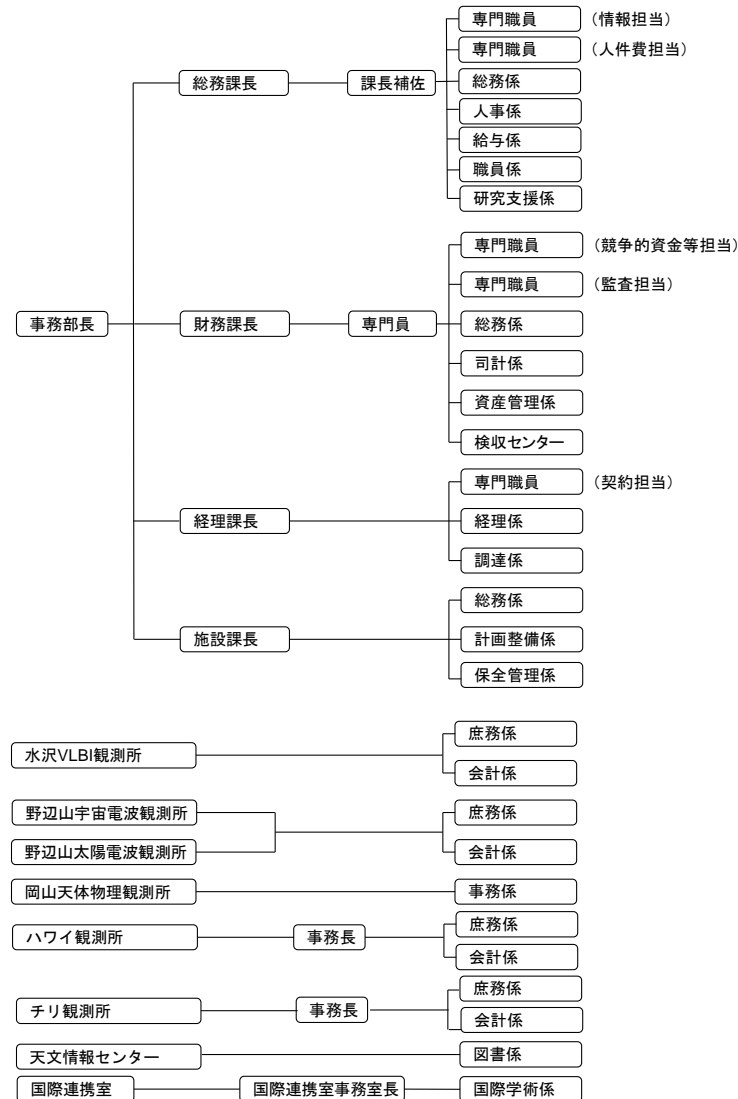 専門職員 （情報担当）
専門職員 （人件費担当）
総務課長 課長補佐 総務係
人事係
給与係
職員係
研究支援係
専門職員 （競争的資金等担当）
専門職員 （監査担当）
事務部長 財務課長 専門員 総務係
司計係
資産管理係
検収センター
専門職員 （契約担当）
経理課長 経理係
調達係
総務係
施設課長 計画整備係
保全管理係
庶務係
水沢VLBI観測所
会計係
野辺山宇宙電波観測所 庶務係
野辺山太陽電波観測所 会計係
岡山天体物理観測所 事務係
庶務係
ハワイ観測所 事務長
会計係
庶務係
チリ観測所 事務長
会計係
天文情報センター 図書係
国際連携室 国際連携室事務室長 国際学術係